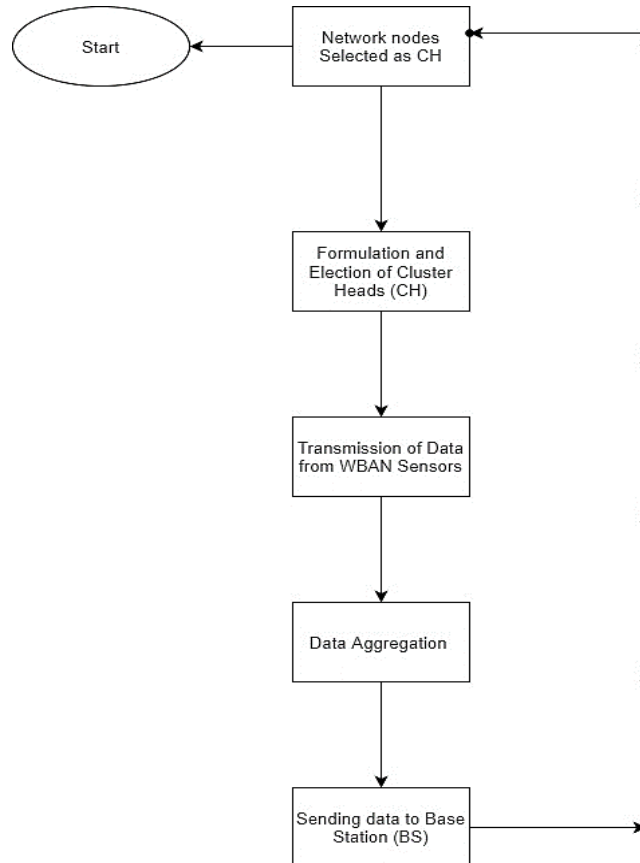 Start
Network nodes
Selected as CH
Formulation and
Election of Cluster
Heads (CH)
Transmission of Data
from WBAN Sensors
Data Aggregation
Sending data to Base
Station (BS)